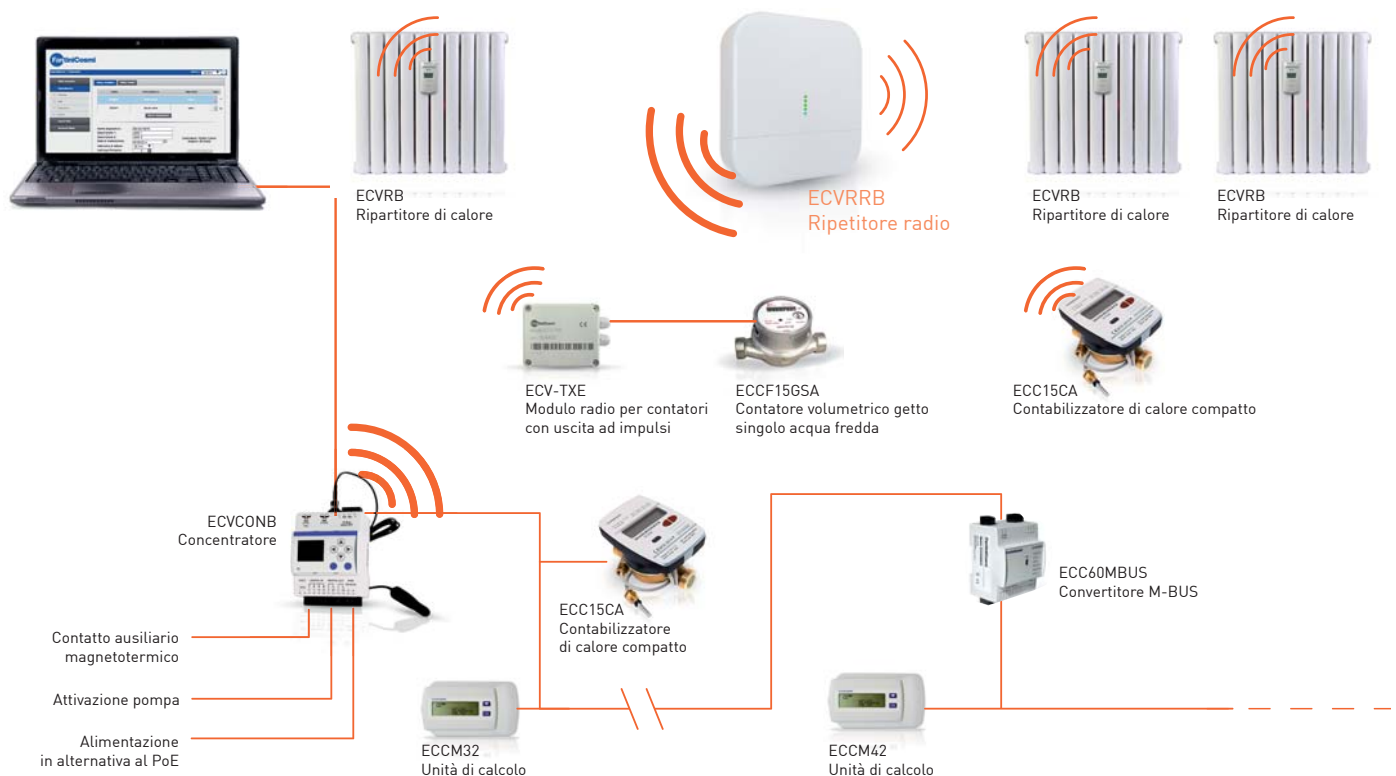 FantiniCosmi
ECVRB
Ripartitore di calore
ECVRRB
Ripetitore radio
ECVRB
Ripartitore di calore
ECVRB
Ripartitore di calore
ECV-TXE
Modulo radio per contatori
con uscita ad impulsi
ECCF15GSA
Contatore volumetrico getto
singolo acqua fredda
ECC15CA
Contabilizzatore di calore compatto
ECVCONB
Concentratore
ECC15CA
Contabilizzatore
di calore compatto
ECC60MBUS
Convertitore M-BUS
Contatto ausiliario
magnetotermico
Attivazione pompa
Alimentazione
in alternativa al PoE
ECCM32
Unità di calcolo
ECCM42
Unità di calcolo